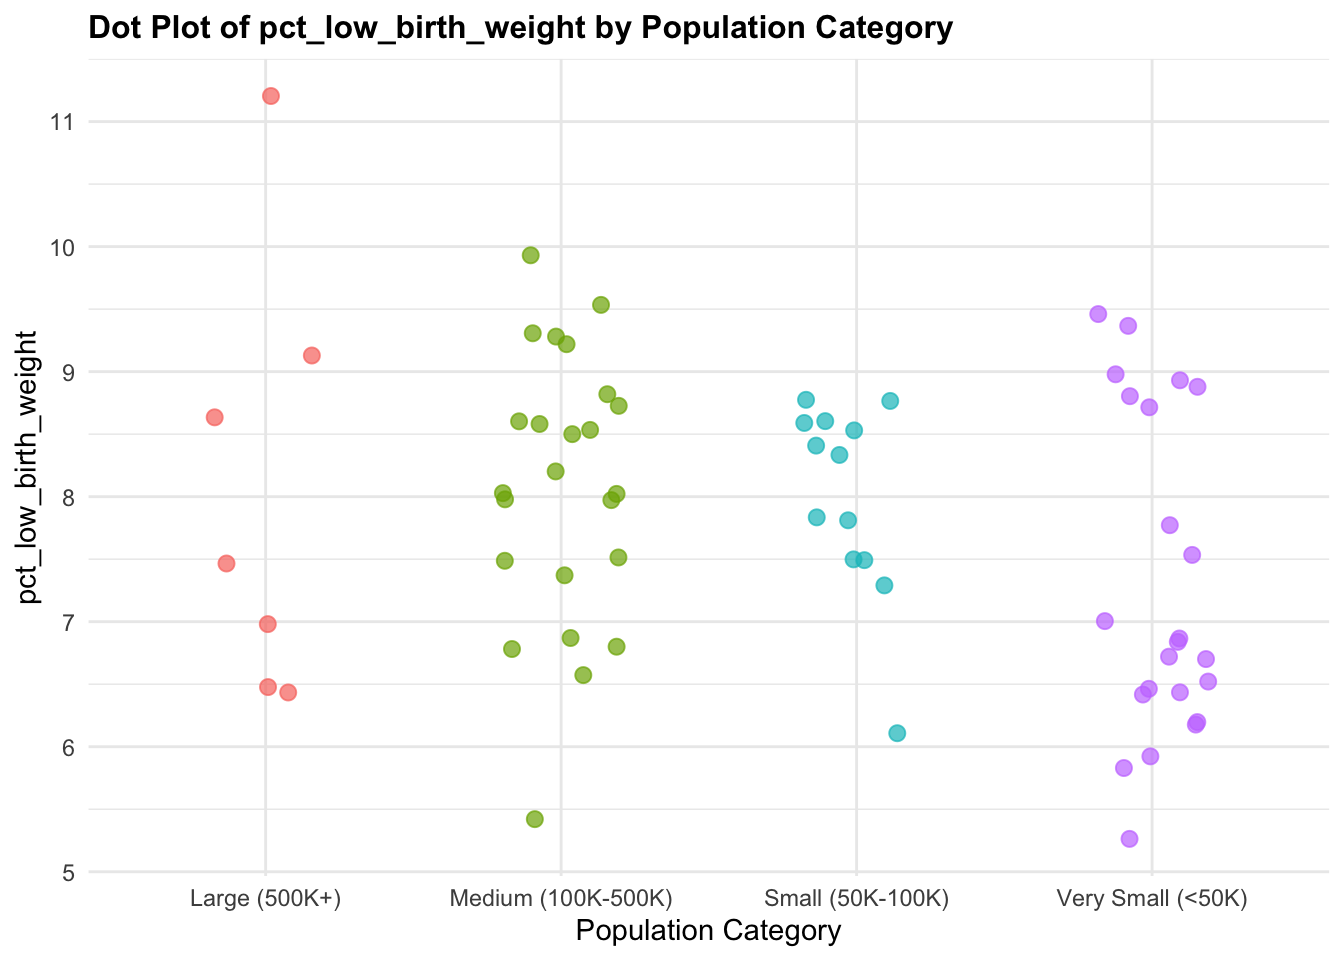 Dot Plot of pct_low_birth_weight by Population Category
pct_low_birth_weight
11
10
9
8
7
6
5
Large (500K+)
Medium (100K-500K)
Small (50K-100K)
Very Small (<50K)
Population Category